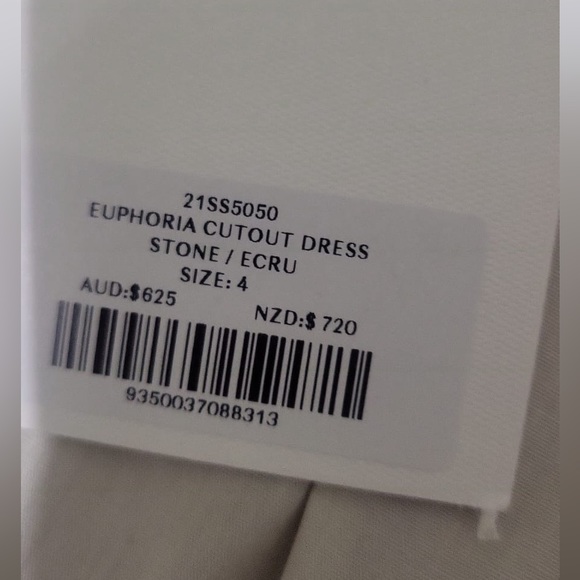 21SS5050
EUPHORIA CUTOUT DRESS
STONE / ECRU
SIZE: 4
AUD:$625 NZD:$ 720
9350037088313